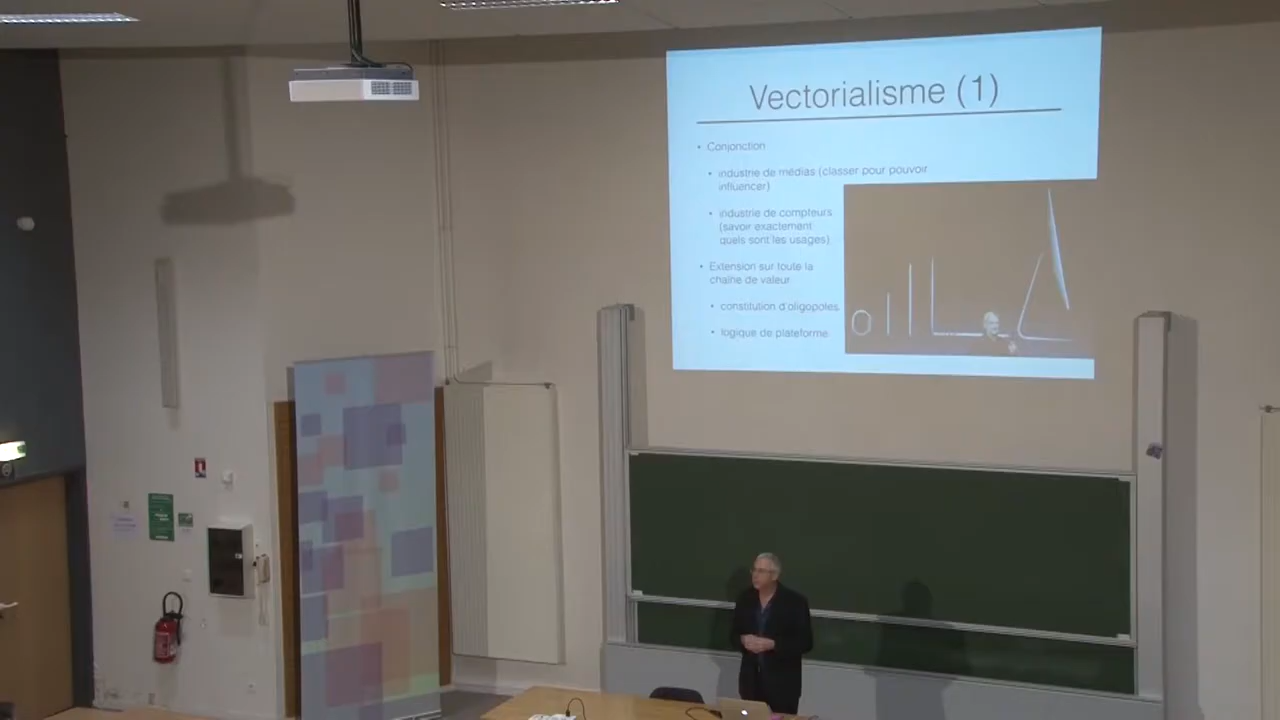 Vectorialisme (1)
• Conjonction
• industrie de médias (classer pour pouvoir
influencer)
• industrie de compteurs
(savoir exactement
quels sont les usages)
• Extension sur toute la
chaîne de valeur
• constitution d'oligopoles
• logique de plateforme